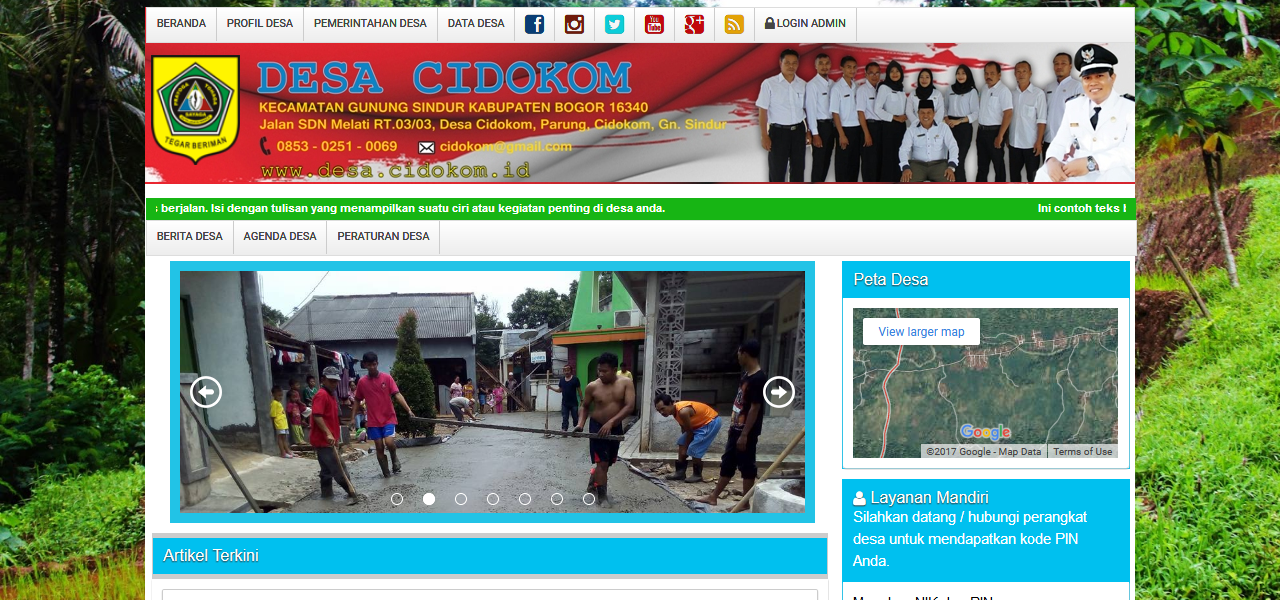 BERANDA PROFIL DESA PEMERINTAHAN DESA DATA DESA You Tube g+ LOGIN ADMIN
DESA CIDOKOM
KECAMATAN GUNUNG SINDUR KABUPATEN BOGOR 16340
Jalan SDN Melati RT.03/03, Desa Cidokom, Parung, Cidokom, Gn. Sindur
0853 - 0251 - 0069 cidokom@gmail.com
www.desa.cidokom.id
TEGAR BERIMAN
berjalan. Isi dengan tulisan yang menampilkan suatu ciri atau kegiatan penting di desa anda. Ini contoh teks
BERITA DESA AGENDA DESA PERATURAN DESA
Peta Desa
View larger map
Google
©2017 Google - Map Data Terms of Use
Layanan Mandiri
Silahkan datang / hubungi perangkat
desa untuk mendapatkan kode PIN
Anda.
Artikel Terkini